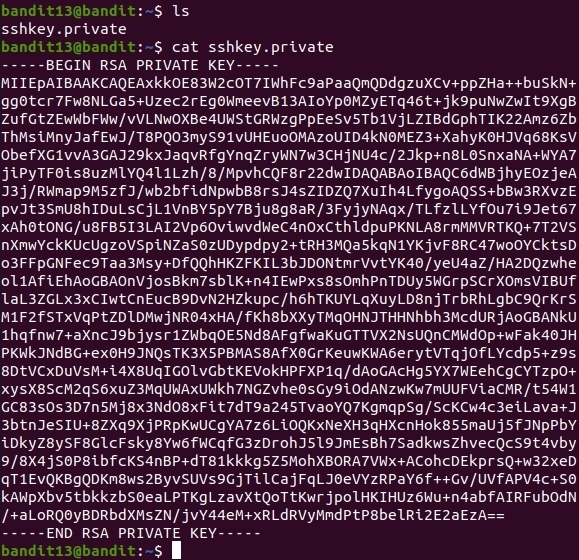 bandit13@bandit:~$ ls
sshkey.private
bandit13@bandit:~$ cat sshkey.private
-----BEGIN RSA PRIVATE KEY-----
MIIEpAIBAAKCAQEAxkkOE83W2cOT7IWhFc9aPaaQmQDdgzuXCv+ppZHa++buSkN+
gg0tcr7Fw8NLGa5+Uzec2rEg0WmeevB13AIoYp0MZyETq46t+jk9puNwZwIt9XgB
ZufGtZEwWbFWw/vVLNwOXBe4UWStGRWzgPpEeSv5Tb1VjLZIBdGphTIK22Amz6Zb
ThMsiMnyJafEwJ/T8PQO3myS91vUHEuoOMAzoUID4kN0MEZ3+XahyK0HJVq68KsV
ObefXG1vvA3GAJ29kxJaqvRfgYnqZryWN7w3CHjNU4c/2Jkp+n8L0SnxaNA+WYA7
jiPyTF0is8uzMlYQ4l1Lzh/8/MpvhCQF8r22dwIDAQABAoIBAQC6dWBjhyEOzjeA
J3j/RWmap9M5zfJ/wb2bfidNpwbB8rsJ4sZIDZQ7XuIh4LfygoAQSS+bBw3RXvzE
pvJt3SmU8hIDuLsCjL1VnBY5pY7Bju8g8aR/3FyjyNAqx/TLfzlLYfOu7i9Jet67
xAh0tONG/u8FB5I3LAI2Vp6OviwvdWeC4nOxCthldpuPKNLA8rmMMVRTKQ+7T2VS
nXmwYckKUcUgzoVSpiNZaS0zUDypdpy2+tRH3MQa5kqN1YKjvF8RC47woOYCktsD
o3FFpGNFec9Taa3Msy+DfQQhHKZFKIL3bJDONtmrVvtYK40/yeU4aZ/HA2DQzwhe
ol1AfiEhAoGBAOnVjosBkm7sblK+n4IEwPxs8sOmhPnTDUy5WGrpSCrXOmsVIBUf
laL3ZGLx3xCIwtCnEucB9DvN2HZkupc/h6hTKUYLqXuyLD8njTrbRhLgbC9QrKrS
M1F2fSTxVqPtZDlDMwjNR04xHA/fKh8bXXyTMqOHNJTHHNhbh3McdURjAoGBANkU
1hqfnw7+aXncJ9bjysr1ZWbqOE5Nd8AFgfwaKuGTTVX2NsUQnCMWdOp+wFak40JH
PKWkJNdBG+ex0H9JNQsTK3X5PBMAS8AfX0GrKeuwKWA6erytVTqjOfLYcdp5+z9s
8DtVCxDuVsM+i4X8UqIGOlvGbtKEVokHPFXP1q/dAoGAcHg5YX7WEehCgCYTzpO+
xysX8ScM2qS6xuZ3MqUWAxUWkh7NGZvhe0sGy9iOdANzwKw7mUUFViaCMR/t54W1
GC83sOs3D7n5Mj8x3NdO8xFit7dT9a245TvaoYQ7KgmqpSg/ScKCw4c3eiLava+J
3btnJeSIU+8ZXq9XjPRpKwUCgYA7z6LiOQKxNeXH3qHXcnHok855maUj5fJNpPbY
iDkyZ8ySF8GlcFsky8Yw6fWCqfG3zDrohJ5l9JmEsBh7SadkwsZhvecQcS9t4vby
9/8X4jS0P8ibfcKS4nBP+dT81kkkg5Z5MohXBORA7VWx+ACohcDEkprsQ+w32xeD
qT1EvQKBgQDKm8ws2ByvSUVs9GjTilCajFqLJ0eVYzRPaY6f++Gv/UVfAPV4c+S0
kAWpXbv5tbkkzbS0eaLPTKgLzavXtQoTtKwrjpolHKIHUz6Wu+n4abfAIRFubOdN
/+aLoRQ0yBDRbdXMsZN/jvY44eM+xRLdRVyMmdPtP8belRi2E2aEzA==
-----END RSA PRIVATE KEY-----
bandit13@bandit:~$